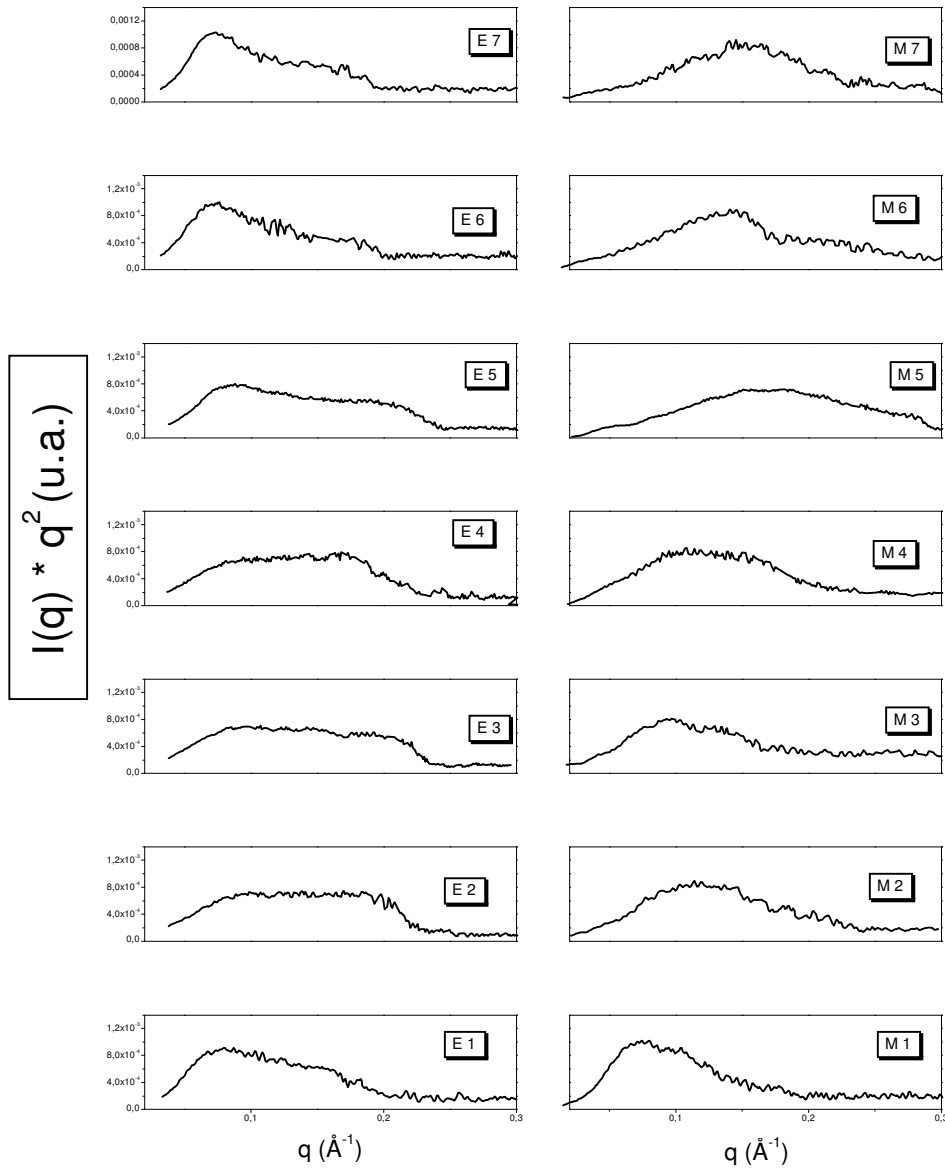 0,0012
0,0008
0,0004
0,0000
E 7
M 7
1,2x10⁻³
8,0x10⁻⁴
4,0x10⁻⁴
0,0
E 6
M 6
1,2x10⁻³
8,0x10⁻⁴
4,0x10⁻⁴
0,0
E 5
M 5
1,2x10⁻³
8,0x10⁻⁴
4,0x10⁻⁴
0,0
E 4
M 4
1,2x10⁻³
8,0x10⁻⁴
4,0x10⁻⁴
0,0
E 3
M 3
1,2x10⁻³
8,0x10⁻⁴
4,0x10⁻⁴
0,0
E 2
M 2
1,2x10⁻³
8,0x10⁻⁴
4,0x10⁻⁴
0,0
E 1
M 1
0,1 0,2 0,3
0,1 0,2 0,3
q (Å⁻¹)
q (Å⁻¹)
I(q) * q² (u.a.)